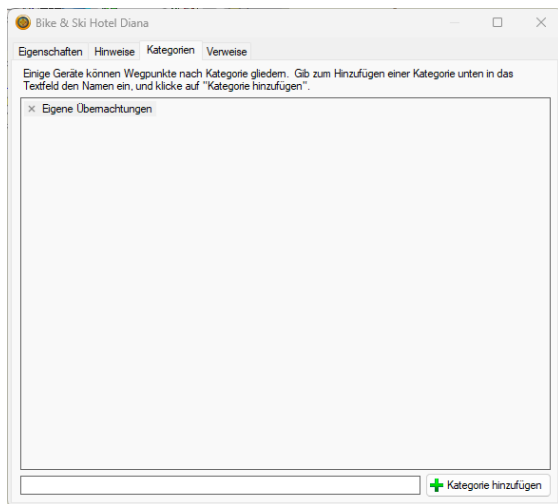 Bike & Ski Hotel Diana
Eigenschaften Hinweise Kategorien Verweise
Einige Geräte können Wegpunkte nach Kategorie gliedern. Gib zum Hinzufügen einer Kategorie unten in das
Textfeld den Namen ein, und klicke auf "Kategorie hinzufügen".
Eigene Übernachtungen
Kategorie hinzufügen